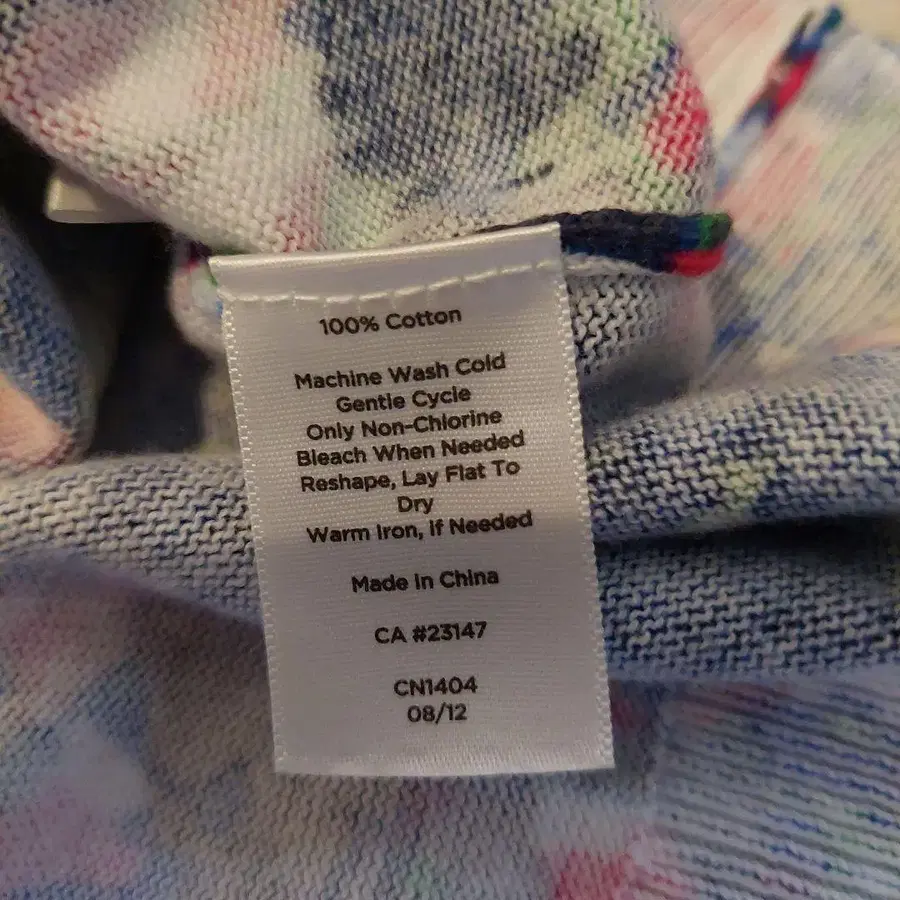 100% Cotton
Machine Wash Cold
Gentle Cycle
Only Non-Chlorine
Bleach When Needed
Reshape, Lay Flat To
Dry
Warm Iron, If Needed
Made In China
CA #23147
CN1404
08/12